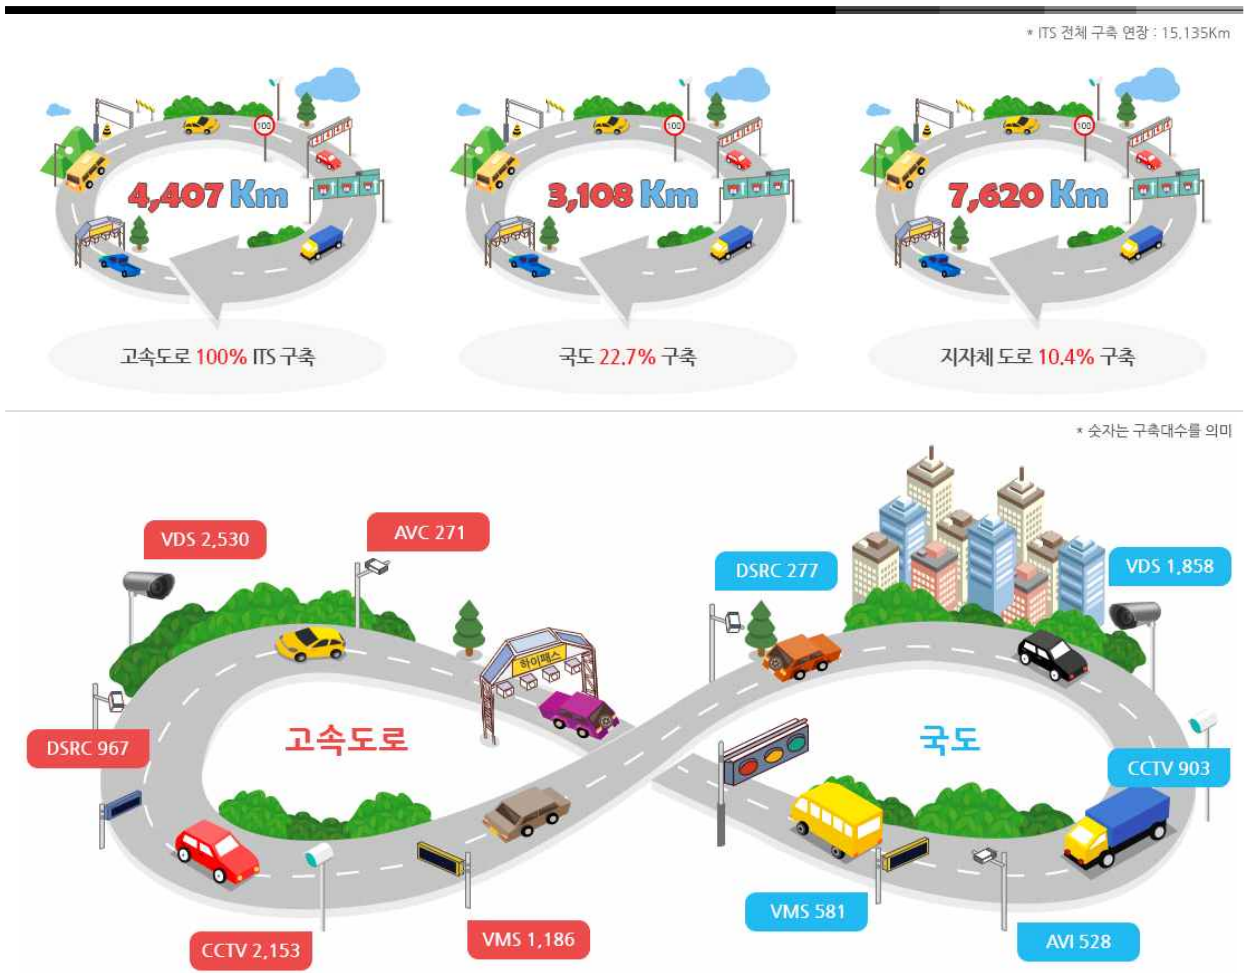 * ITS 전체 구축 연장 : 15,135Km
100
4,407 Km
고속도로 100% ITS 구축
100
3,108 Km
국도 22.7% 구축
100
7,620 Km
지자체 도로 10.4% 구축
* 숫자는 구축대수를 의미
VDS 2,530
AVC 271
DSRC 277
VDS 1,858
하이패스
고속도로
국도
DSRC 967
CCTV 903
VMS 581
VMS 1,186
AVI 528
CCTV 2,153